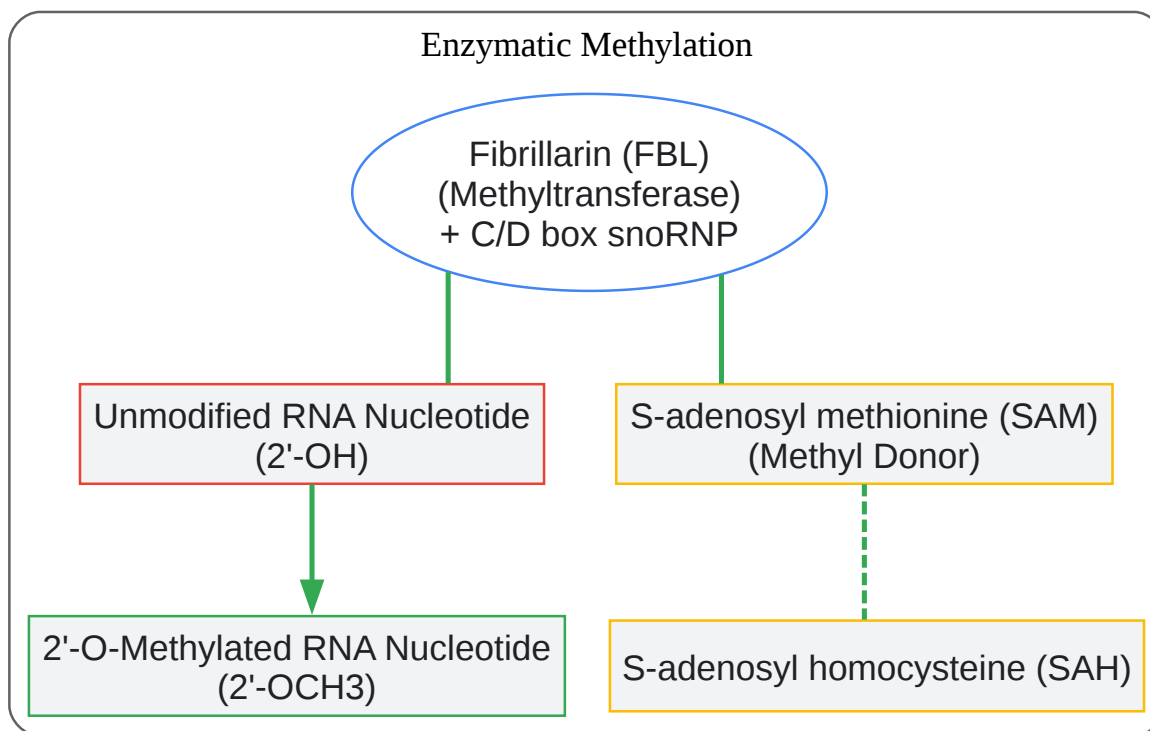 Enzymatic Methylation
Fibrillarin (FBL)
(Methyltransferase)
+ C/D box snoRNP
Unmodified RNA Nucleotide
(2'-OH)
S-adenosyl methionine (SAM)
(Methyl Donor)
2'-O-Methylated RNA Nucleotide
(2'-OCH3)
S-adenosyl homocysteine (SAH)